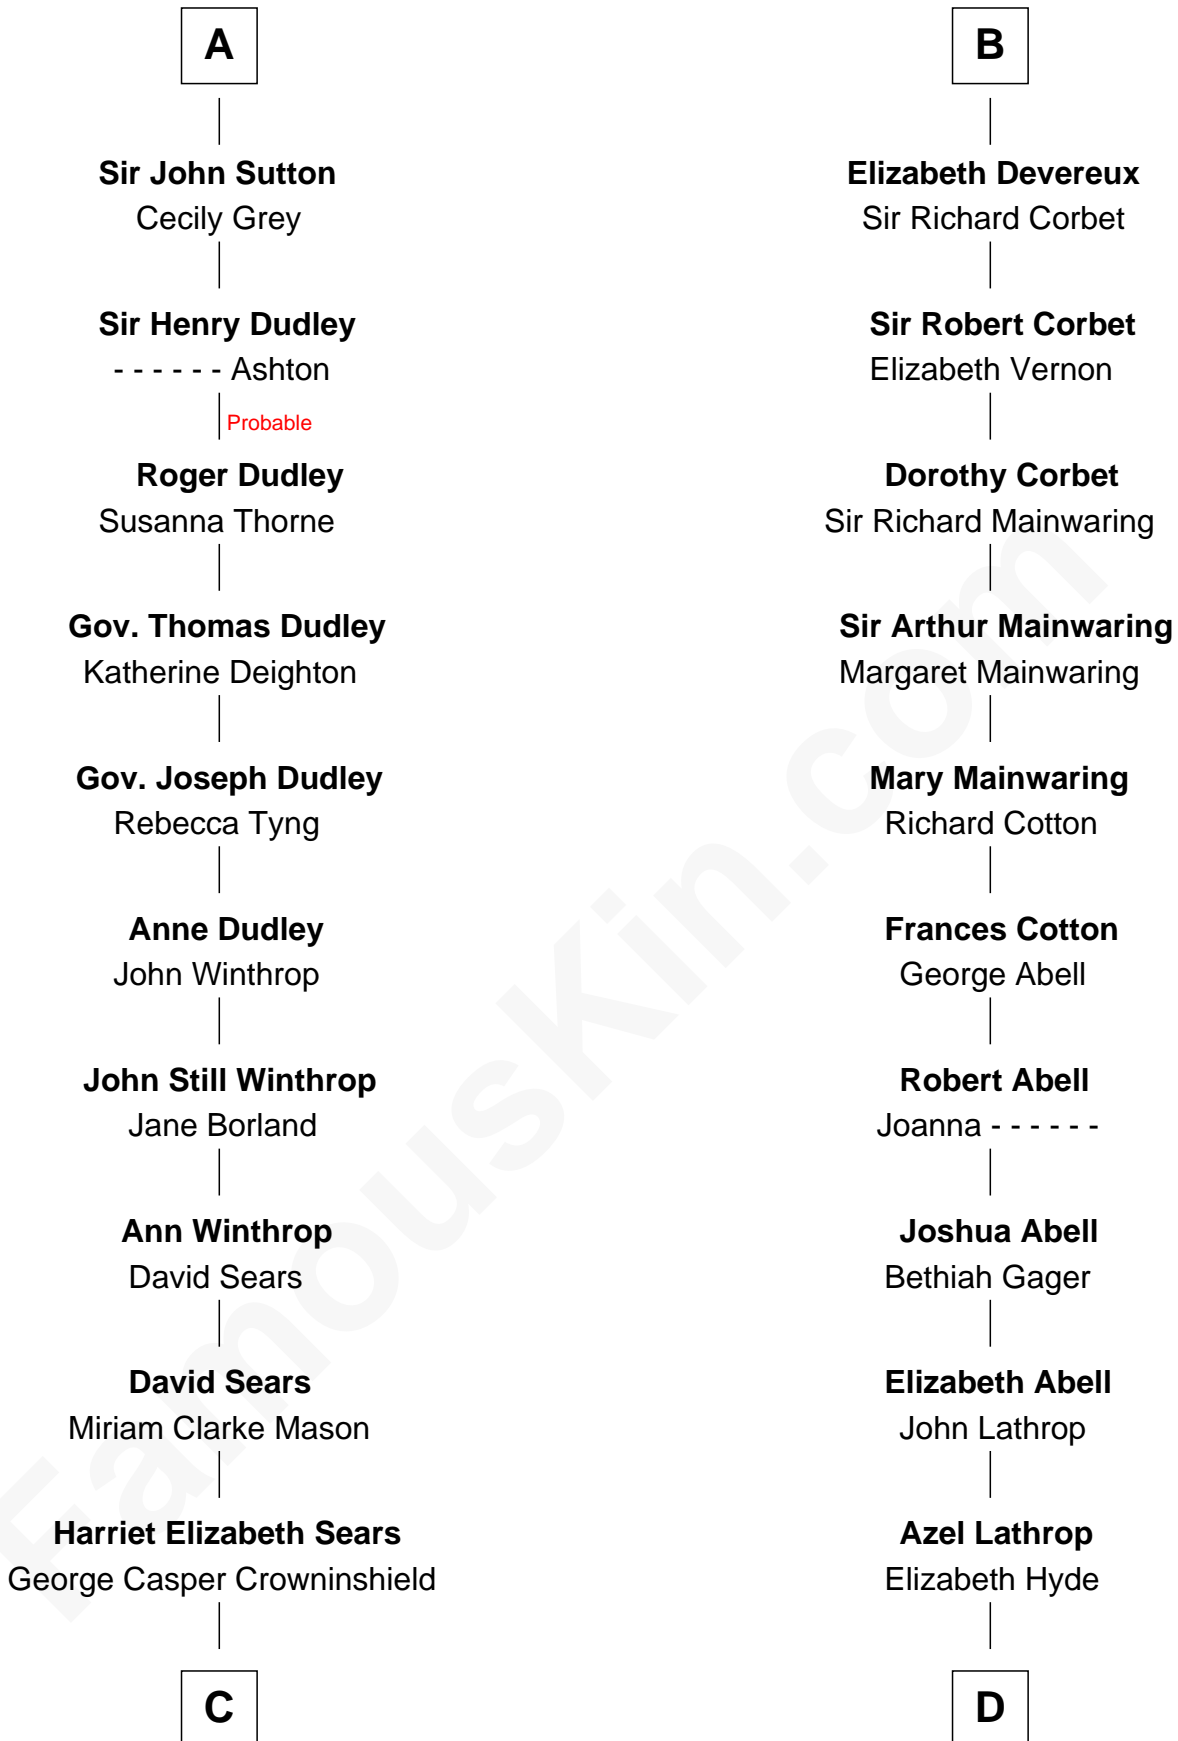 A
Sir John Sutton
Cecily Grey
Sir Henry Dudley
- - - - - - Ashton
Probable
Roger Dudley
Susanna Thorne
Gov. Thomas Dudley
Katherine Deighton
Gov. Joseph Dudley
Rebecca Tyng
Anne Dudley
John Winthrop
John Still Winthrop
Jane Borland
Ann Winthrop
David Sears
David Sears
Miriam Clarke Mason
Harriet Elizabeth Sears
George Casper Crowninshield
C
B
Elizabeth Devereux
Sir Richard Corbet
Sir Robert Corbet
Elizabeth Vernon
Dorothy Corbet
Sir Richard Mainwaring
Sir Arthur Mainwaring
Margaret Mainwaring
Mary Mainwaring
Richard Cotton
Frances Cotton
George Abell
Robert Abell
Joanna - - - - - -
Joshua Abell
Bethiah Gager
Elizabeth Abell
John Lathrop
Azel Lathrop
Elizabeth Hyde
D
FamousKin.com